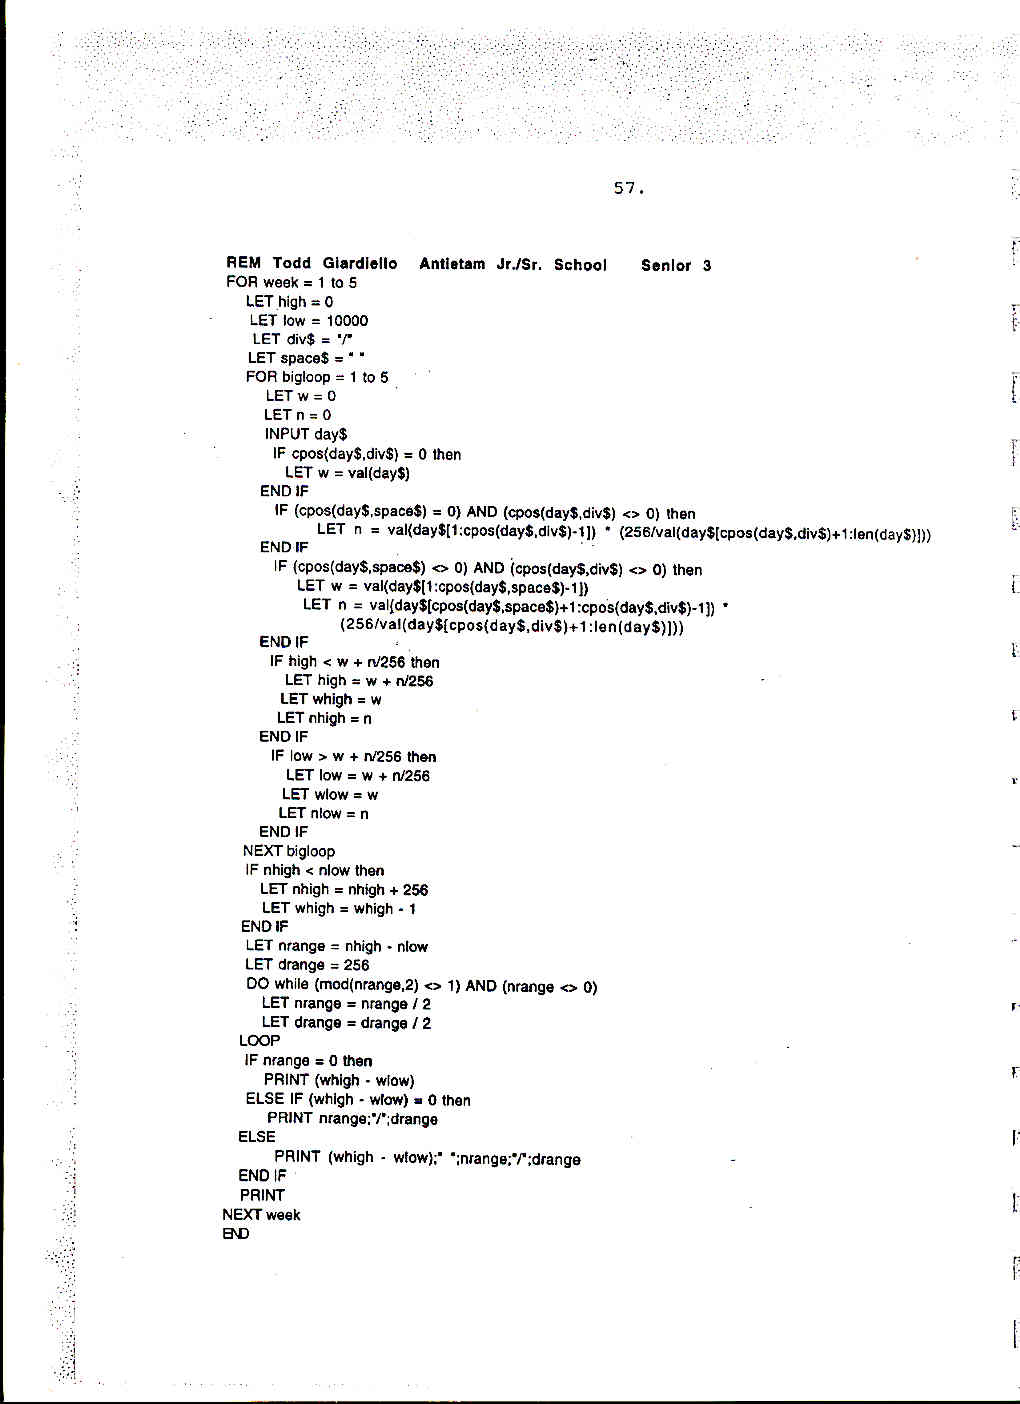 57.
REM Todd Giardiello Antietam Jr./Sr. School Senior 3
FOR week = 1 to 5
LET high = 0
LET low = 10000
LET div$ = "/"
LET space$ = " "
FOR bigloop = 1 to 5
LET w = 0
LET n = 0
INPUT day$
IF cpos(day$,div$) = 0 then
LET w = val(day$)
END IF
IF (cpos(day$,space$) = 0) AND (cpos(day$,div$) <> 0) then
LET n = val(day$[1:cpos(day$,div$)-1]) * (256/val(day$[cpos(day$,div$)+1:len(day$)]))
END IF
IF (cpos(day$,space$) <> 0) AND (cpos(day$,div$) <> 0) then
LET w = val(day$[1:cpos(day$,space$)-1])
LET n = val(day$[cpos(day$,space$)+1:cpos(day$,div$)-1]) *
(256/val(day$[cpos(day$,div$)+1:len(day$)]))
END IF
IF high < w + n/256 then
LET high = w + n/256
LET whigh = w
LET nhigh = n
END IF
IF low > w + n/256 then
LET low = w + n/256
LET wlow = w
LET nlow = n
END IF
NEXT bigloop
IF nhigh < nlow then
LET nhigh = nhigh + 256
LET whigh = whigh - 1
END IF
LET nrange = nhigh - nlow
LET drange = 256
DO while (mod(nrange,2) <> 1) AND (nrange <> 0)
LET nrange = nrange / 2
LET drange = drange / 2
LOOP
IF nrange = 0 then
PRINT (whigh - wlow)
ELSE IF (whigh - wlow) = 0 then
PRINT nrange;"/";drange
ELSE
PRINT (whigh - wlow);" ";nrange;"/";drange
END IF
PRINT
NEXT week
END